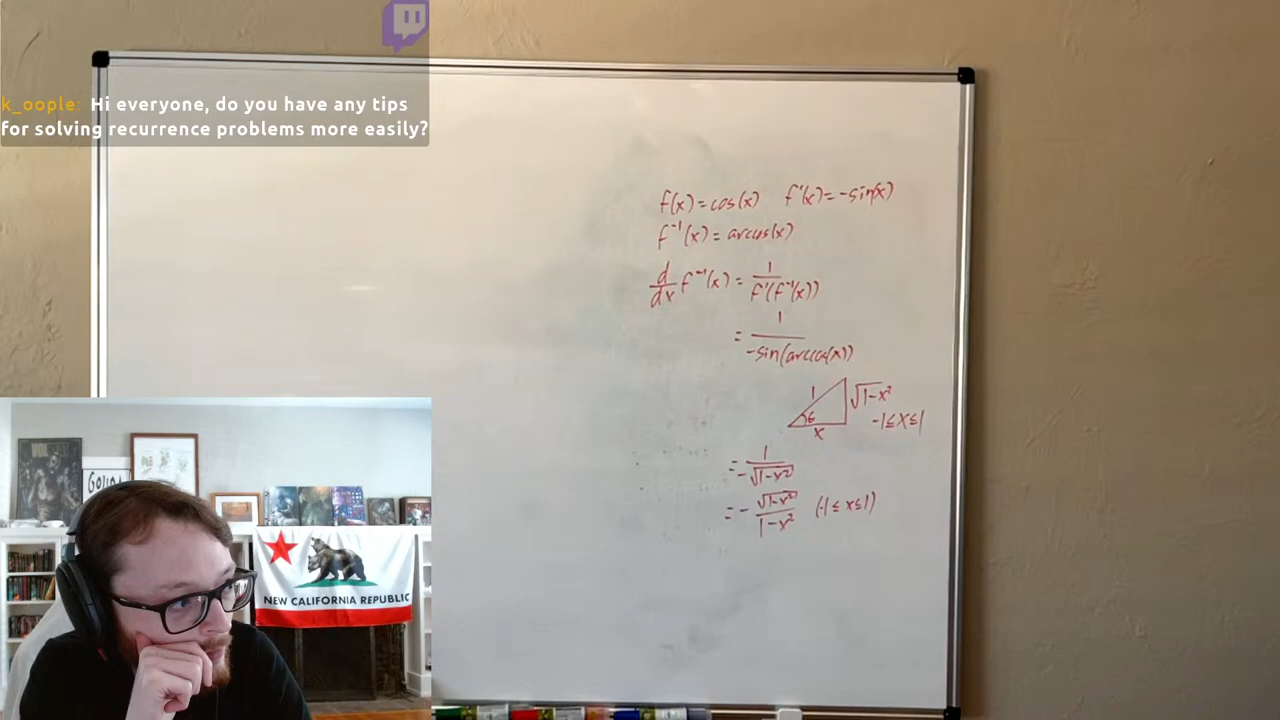 k_oople: Hi everyone, do you have any tips
for solving recurrence problems more easily?
f(x)=cos(x) f'(x)=-sin(x)
f⁻¹(x)=arccos(x)
d/dx f⁻¹(x)= 1/f'(f⁻¹(x))
= 1/-sin(arccos(x))
1 √1-x²
θ
x -1≤x≤1
= 1/-√1-x²
= - √1-x²/1-x² (-1≤x≤1)
NEW CALIFORNIA REPUBLIC